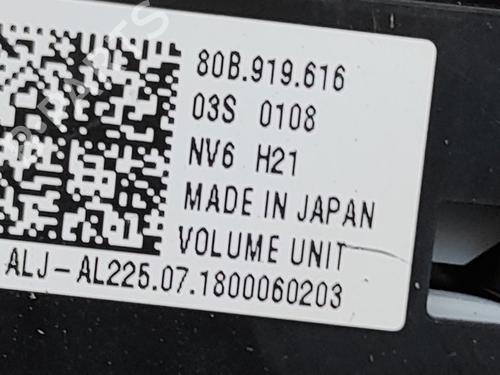 80B.919.616
03S 0108
NV6 H21
MADE IN JAPAN
VOLUME UNIT
ALJ-AL225.07.1800060203